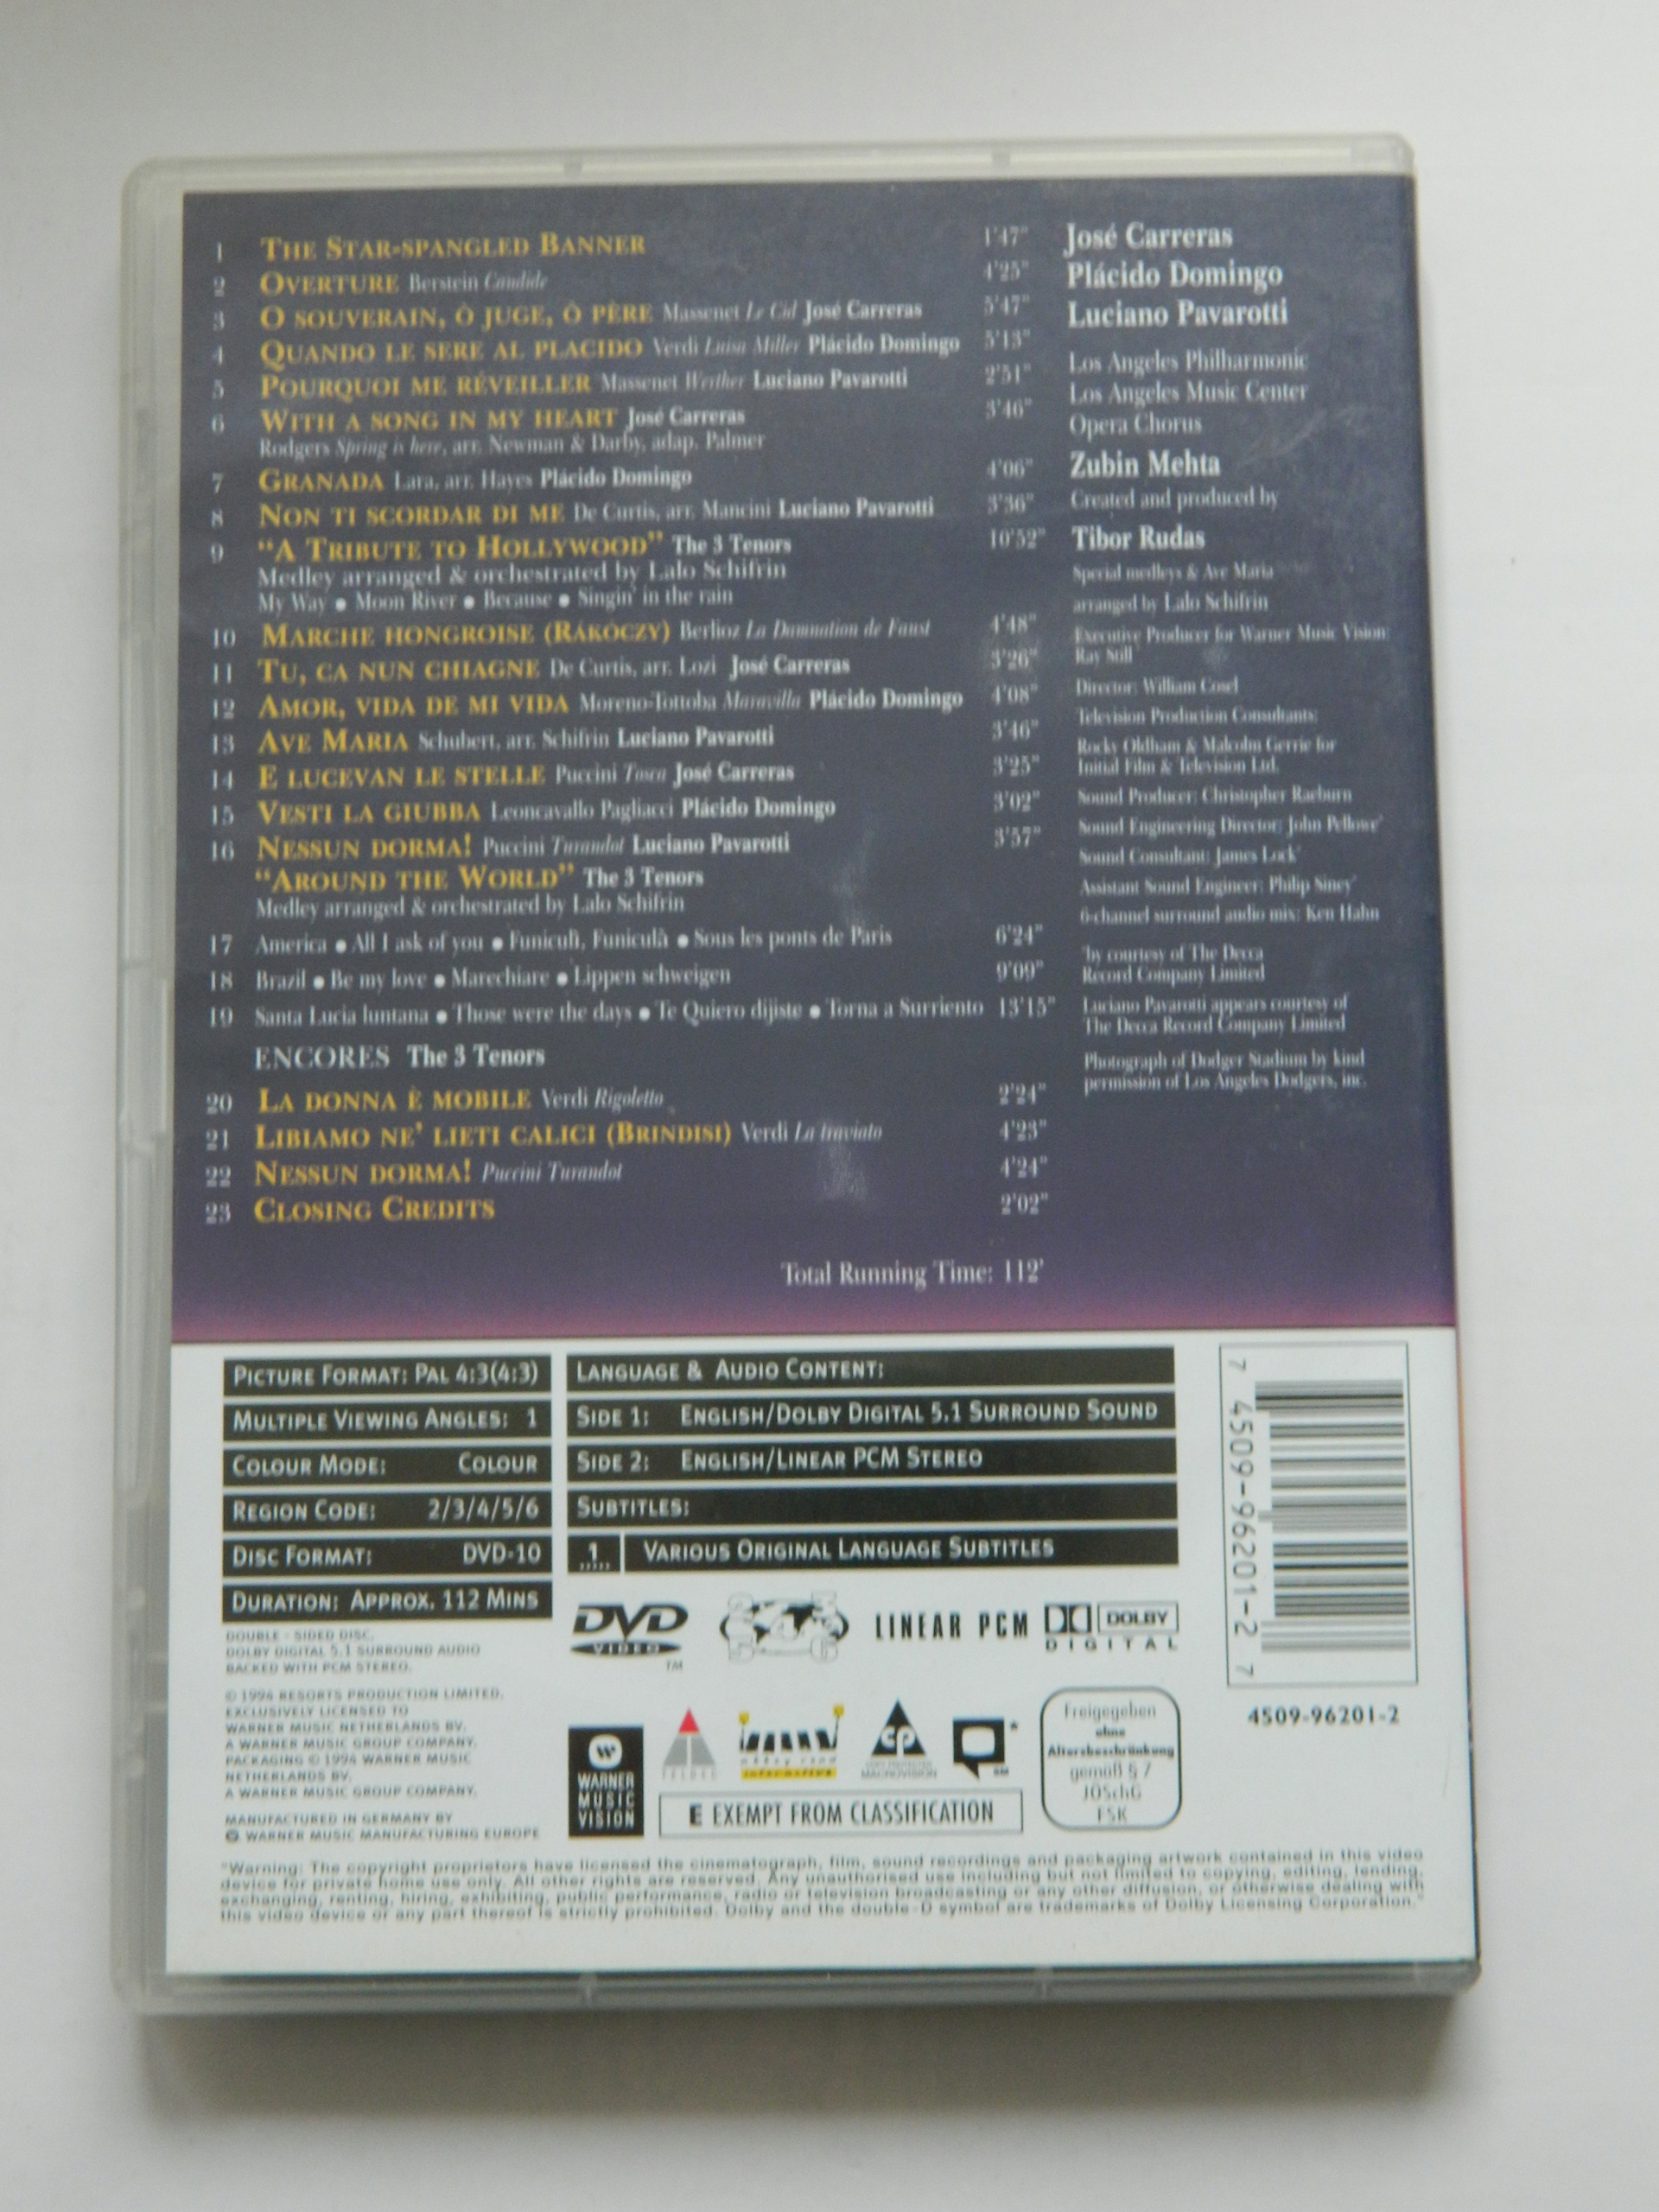 1 THE STAR-SPANGLED BANNER 1'47"
2 OVERTURE Berstein Candide 4'25"
3 O SOUVERAIN, Ô JUGE, Ô PÈRE Massenet Le Cid José Carreras 5'47"
4 QUANDO LE SERE AL PLACIDO Verdi Luisa Miller Plácido Domingo 5'13"
5 POURQUOI ME RÉVEILLER Massenet Werther Luciano Pavarotti 2'51"
6 WITH A SONG IN MY HEART José Carreras 3'46"
Rodgers Spring is here, arr. Newman & Darby, adap. Palmer
7 GRANADA Lara, arr. Hayes Plácido Domingo 4'06"
8 NON TI SCORDAR DI ME De Curtis, arr. Mancini Luciano Pavarotti 3'36"
9 "A TRIBUTE TO HOLLYWOOD" The 3 Tenors 10'52"
Medley arranged & orchestrated by Lalo Schifrin
My Way • Moon River • Because • Singin' in the rain
10 MARCHE HONGROISE (RÁKÓCZY) Berlioz La Damnation de Faust 4'48"
11 TU, CA NUN CHIAGNE De Curtis, arr. Lozi José Carreras 3'26"
12 AMOR, VIDA DE MI VIDA Moreno-Tottoba Maravilla Plácido Domingo 4'08"
13 AVE MARIA Schubert, arr. Schifrin Luciano Pavarotti 3'46"
14 E LUCEVAN LE STELLE Puccini Tosca José Carreras 3'25"
15 VESTI LA GIUBBA Leoncavallo Pagliacci Plácido Domingo 3'02"
16 NESSUN DORMA! Puccini Turandot Luciano Pavarotti 3'57"
"AROUND THE WORLD" The 3 Tenors
Medley arranged & orchestrated by Lalo Schifrin
17 America • All I ask of you • Funiculì, Funiculà • Sous les ponts de Paris 6'24"
18 Brazil • Be my love • Marechiare • Lippen schweigen 9'09"
19 Santa Lucia luntana • Those were the days • Te Quiero dijiste • Torna a Surriento 13'15"
ENCORES The 3 Tenors
20 LA DONNA È MOBILE Verdi Rigoletto 2'24"
21 LIBIAMO NE' LIETI CALICI (BRINDISI) Verdi La traviata 4'23"
22 NESSUN DORMA! Puccini Turandot 4'24"
23 CLOSING CREDITS 2'02"
Total Running Time: 112'
José Carreras
Plácido Domingo
Luciano Pavarotti
Los Angeles Philharmonic
Los Angeles Music Center
Opera Chorus
Zubin Mehta
Created and produced by
Tibor Rudas
Special medleys & Ave Maria
arranged by Lalo Schifrin
Executive Producer for Warner Music Vision:
Ray Still
Director: William Cosel
Television Production Consultants:
Rocky Oldham & Malcolm Gerrie for
Initial Film & Television Ltd.
Sound Producer: Christopher Raeburn
Sound Engineering Director: John Pellowe*
Sound Consultant: James Lock*
Assistant Sound Engineer: Philip Siney*
6-channel surround audio mix: Ken Hahn
*by courtesy of The Decca
Record Company Limited
Luciano Pavarotti appears courtesy of
The Decca Record Company Limited
Photograph of Dodger Stadium by kind
permission of Los Angeles Dodgers, inc.
PICTURE FORMAT: PAL 4:3(4:3)
MULTIPLE VIEWING ANGLES: 1
COLOUR MODE: COLOUR
REGION CODE: 2/3/4/5/6
DISC FORMAT: DVD-10
DURATION: APPROX. 112 MINS
LANGUAGE & AUDIO CONTENT:
SIDE 1: ENGLISH/DOLBY DIGITAL 5.1 SURROUND SOUND
SIDE 2: ENGLISH/LINEAR PCM STEREO
SUBTITLES:
1 VARIOUS ORIGINAL LANGUAGE SUBTITLES
DOUBLE - SIDED DISC.
DOLBY DIGITAL 5.1 SURROUND AUDIO
BACKED WITH PCM STEREO.
© 1994 RESORTS PRODUCTION LIMITED.
EXCLUSIVELY LICENSED TO
WARNER MUSIC NETHERLANDS BV.
A WARNER MUSIC GROUP COMPANY.
PACKAGING © 1994 WARNER MUSIC
NETHERLANDS BV.
A WARNER MUSIC GROUP COMPANY.
MANUFACTURED IN GERMANY BY
WARNER MUSIC MANUFACTURING EUROPE
DVD
VIDEO
TM
2 3 4 5 6
LINEAR PCM
DOLBY
DIGITAL
WARNER
MUSIC
VISION
TELDEC
abbey road
interactive
cp
MACROVISION
E EXEMPT FROM CLASSIFICATION
Freigegeben
ohne
Altersbeschränkung
gemäß § 7
JÖSchG
FSK
7 4509-96201-2 7
4509-96201-2
"Warning: The copyright proprietors have licensed the cinematograph, film, sound recordings and packaging artwork contained in this video
device for private home use only. All other rights are reserved. Any unauthorised use including but not limited to copying, editing, lending,
exchanging, renting, hiring, exhibiting, public performance, radio or television broadcasting or any other diffusion, or otherwise dealing with
this video device or any part thereof is strictly prohibited. Dolby and the double-D symbol are trademarks of Dolby Licensing Corporation."